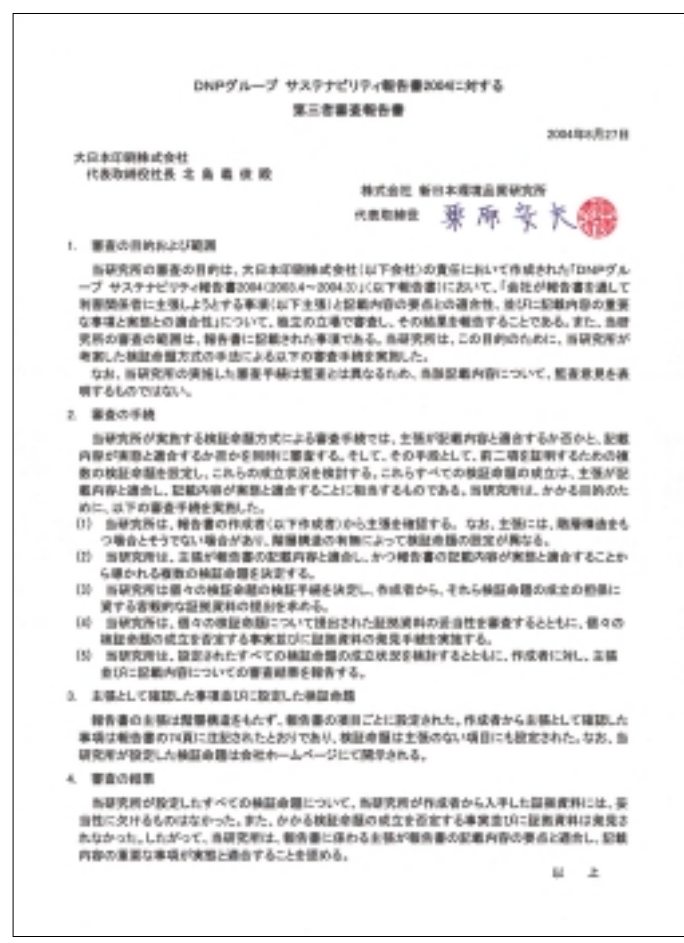 DNPグループ サステナビリティ報告書2004に対する
第三者審査報告書
2004年8月27日
大日本印刷株式会社
代表取締役社長 北 島 義 俊 殿
株式会社 新日本環境品質研究所
代表取締役
1. 審査の目的および範囲
当研究所の審査の目的は、大日本印刷株式会社(以下会社)の責任において作成された「DNPグル
ープ サステナビリティ報告書2004(2003.4~2004.3)」(以下報告書)において、「会社が報告書を通して
利害関係者に主張しようとする事項(以下主張)と記載内容の要点との適合性、並びに記載内容の重要
な事項と実態との適合性」について、独立の立場で審査し、その結果を報告することである。また、当研
究所の審査の範囲は、報告書に記載された事項である。当研究所は、この目的のために、当研究所が
考案した検証命題方式の手法による以下の審査手続を実施した。
なお、当研究所の実施した審査手続は監査とは異なるため、当該記載内容について、監査意見を表
明するものではない。
2. 審査の手続
当研究所が実施する検証命題方式による審査手続では、主張が記載内容と適合するか否かと、記載
内容が実態と適合するか否かを同時に審査する。そして、その手段として、前二項を証明するための複
数の検証命題を設定し、これらの成立状況を検討する。これらすべての検証命題の成立は、主張が記
載内容と適合し、記載内容が実態と適合することに相当するものである。当研究所は、かかる目的のた
めに、以下の審査手続を実施した。
(1) 当研究所は、報告書の作成者(以下作成者)から主張を確認する。なお、主張には、階層構造をも
つ場合とそうでない場合があり、階層構造の有無によって検証命題の設定が異なる。
(2) 当研究所は、主張が報告書の記載内容と適合し、かつ報告書の記載内容が実態と適合することか
ら導かれる複数の検証命題を決定する。
(3) 当研究所は個々の検証命題の検証手続を決定し、作成者から、それら検証命題の成立の担保に
資する客観的な証拠資料の提出を求める。
(4) 当研究所は、個々の検証命題について提出された証拠資料の妥当性を審査するとともに、個々の
検証命題の成立を否定する事実並びに証拠資料の発見手続を実施する。
(5) 当研究所は、設定されたすべての検証命題の成立状況を検討するとともに、作成者に対し、主張
並びに記載内容についての審査結果を報告する。
3. 主張として確認した事項並びに設定した検証命題
報告書の主張は階層構造をもたず、報告書の項目ごとに設定された。作成者から主張として確認した
事項は報告書の74頁に注記されたとおりであり、検証命題は主張のない項目にも設定された。なお、当
研究所が設定した検証命題は会社ホームページにて開示される。
4. 審査の結果
当研究所が設定したすべての検証命題について、当研究所が作成者から入手した証拠資料には、妥
当性に欠けるものはなかった。また、かかる検証命題の成立を否定する事実並びに証拠資料は発見さ
れなかった。したがって、当研究所は、報告書に係わる主張が報告書の記載内容の要点と適合し、記載
内容の重要な事項が実態と適合することを認める。
以 上